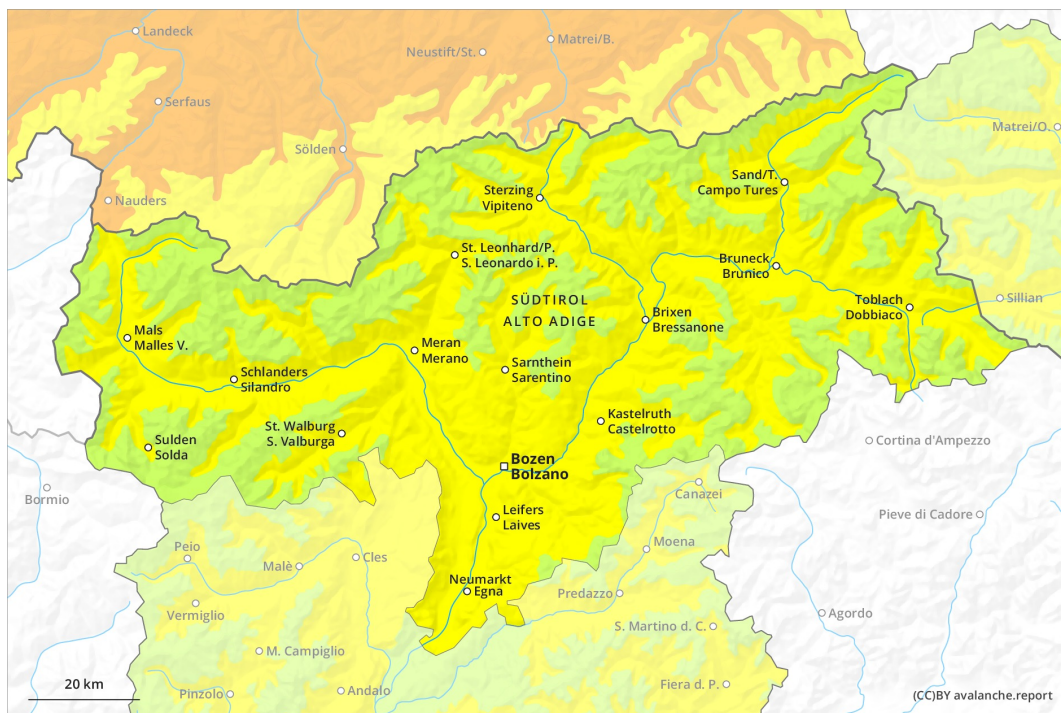 Landeck
Matrei/B.
Neustift/St.
Serfaus
Matrei/O.
Sölden
Sand/T.
Campo Tures
Sterzing
Vipiteno
Nauders
St. Leonhard/P.
S. Leonardo i. P.
Bruneck
Brunico
SÜDTIROL
ALTO ADIGE
Toblach
Dobbiaco
Sillian
Brixen
Bressanone
Mals
Malles V.
Meran
Merano
Sarnthein
Sarentino
Schlanders
Silandro
Kastelruth
Castelrotto
St. Walburg
S. Valburga
Sulden
Solda
Cortina d'Ampezzo
Bozen
Bolzano
Bormio
Canazei
Leifers
Laives
Pieve di Cadore
Moena
Peio
Cles
Malè
Neumarkt
Egna
Predazzo
Vermiglio
Agordo
S. Martino d. C.
M. Campiglio
20 km
Pinzolo
Andalo
Fiera d. P.
(CC)BY avalanche.report